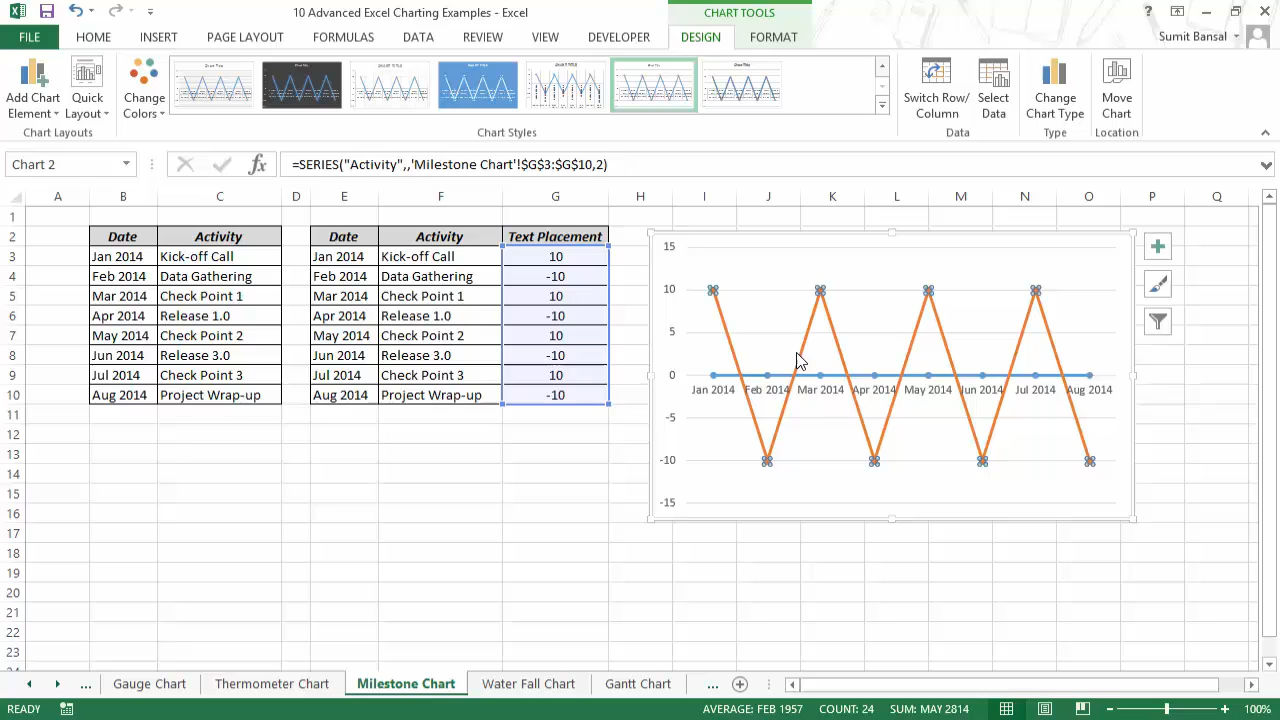 10 Advanced Excel Charting Examples - Excel
CHART TOOLS
?
FILE HOME INSERT PAGE LAYOUT FORMULAS DATA REVIEW VIEW DEVELOPER DESIGN FORMAT Sumit Bansal
Add Chart Element
Quick Layout
Change Colors
Switch Row/ Column
Select Data
Change Chart Type
Move Chart
Chart Layouts Chart Styles Data Type Location
Chart 2 fx =SERIES("Activity",,'Milestone Chart'!$G$3:$G$10,2)
A B C D E F G H I J K L M N O P Q
1
2 Date Activity Date Activity Text Placement
3 Jan 2014 Kick-off Call Jan 2014 Kick-off Call 10
4 Feb 2014 Data Gathering Feb 2014 Data Gathering -10
5 Mar 2014 Check Point 1 Mar 2014 Check Point 1 10
6 Apr 2014 Release 1.0 Apr 2014 Release 1.0 -10
7 May 2014 Check Point 2 May 2014 Check Point 2 10
8 Jun 2014 Release 3.0 Jun 2014 Release 3.0 -10
9 Jul 2014 Check Point 3 Jul 2014 Check Point 3 10
10 Aug 2014 Project Wrap-up Aug 2014 Project Wrap-up -10
11
12
13
14
15
16
17
18
19
20
21
22
23
15
10
5
0
Jan 2014 Feb 2014 Mar 2014 Apr 2014 May 2014 Jun 2014 Jul 2014 Aug 2014
-5
-10
-15
... Gauge Chart Thermometer Chart Milestone Chart Water Fall Chart Gantt Chart ...
READY AVERAGE: FEB 1957 COUNT: 24 SUM: MAY 2814 100%